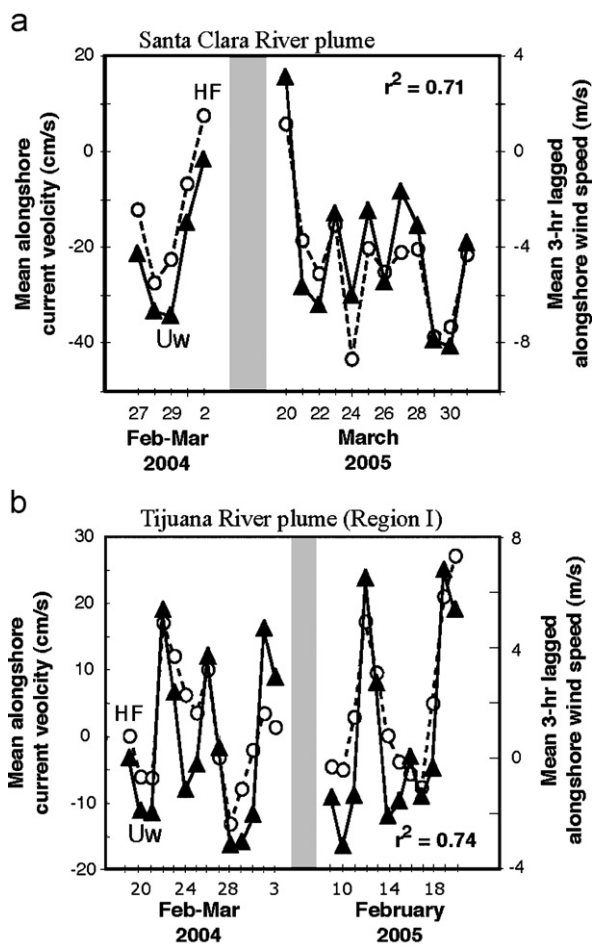 a
Santa Clara River plume
20
0
-20
-40
Mean alongshore
current veolcity (cm/s)
HF
Uw
r² = 0.71
4
0
-4
-8
Mean 3-hr lagged
alongshore wind speed (m/s)
27 29 2 20 22 24 26 28 30
Feb-Mar March
2004 2005
b
Tijuana River plume (Region I)
30
20
10
0
-10
-20
Mean alongshore
current veolcity (cm/s)
HF
Uw
r² = 0.74
8
4
0
-4
Mean 3-hr lagged
alongshore wind speed (m/s)
20 24 28 3 10 14 18
Feb-Mar February
2004 2005